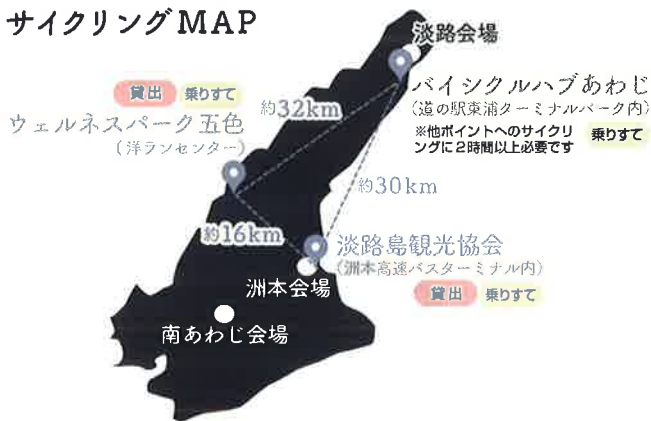 サイクリングMAP
淡路会場
バイシクルハブあわじ
(道の駅東浦ターミナルパーク内)
※他ポイントへのサイクリ
ングに2時間以上必要です
乗りすて
貸出 乗りすて
ウェルネスパーク五色
(洋ランセンター)
約32km
約30km
約16km
淡路島観光協会
(洲本高速バスターミナル内)
貸出 乗りすて
洲本会場
南あわじ会場